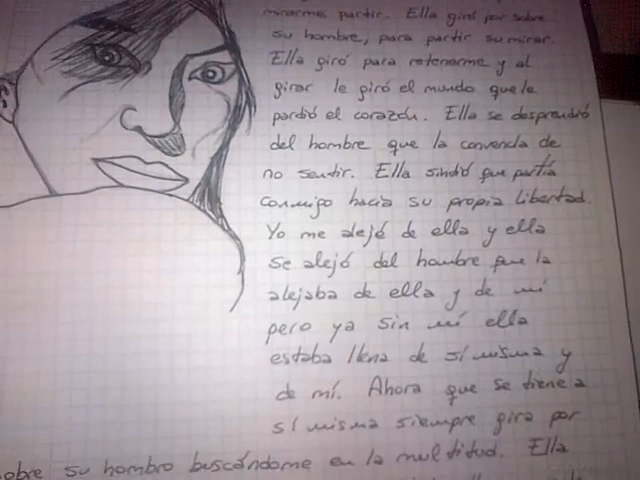 mirarme partir. Ella giró por sobre
su hombre, para partir su mirar.
Ella giró para retenerme y al
girar le giró el mundo que le
pardió el corazón. Ella se desprendió
del hombre que la convencía de
no sentir. Ella sindió que partía
conmigo hacia su propia libertad.
Yo me alejé de ella y ella
se alejó del hombre que la
alejaba de ella y de mí
pero ya sin mí ella
estaba llena de sí misma y
de mí. Ahora que se tiene a
sí misma siempre gira por
sobre su hombro buscándome en la multitud. Ella